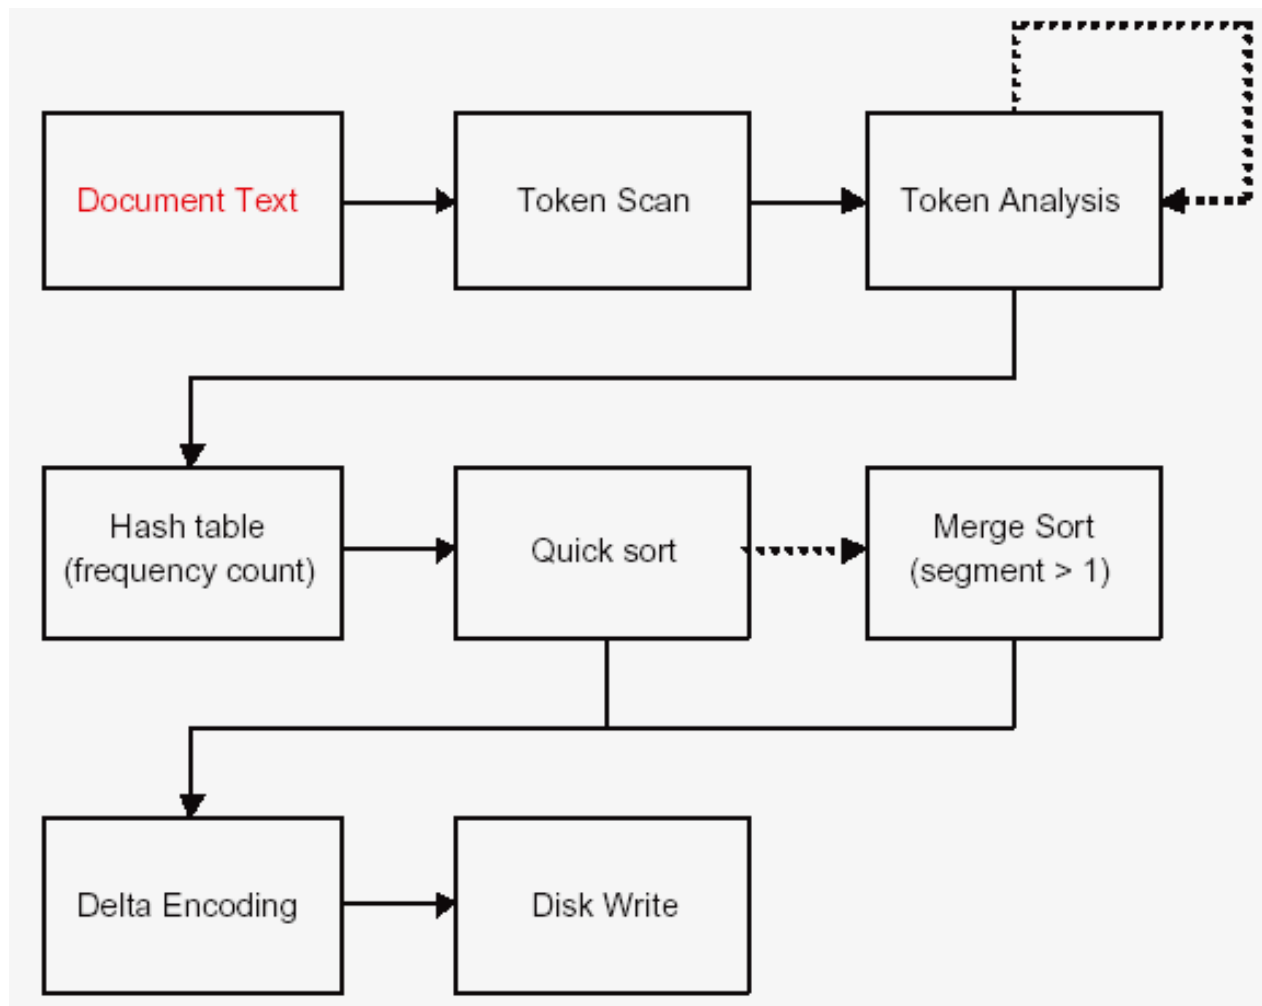 Document Text
Token Scan
Token Analysis
Hash table
(frequency count)
Quick sort
Merge Sort
(segment > 1)
Delta Encoding
Disk Write